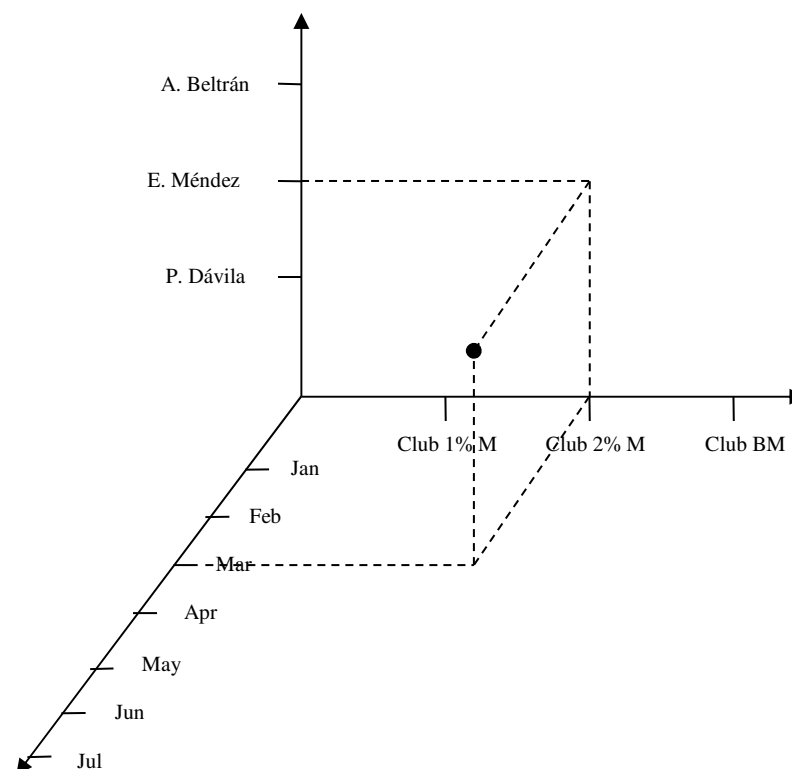 A. Beltrán
E. Méndez
P. Dávila
Club 1% M
Club 2% M
Club BM
Jan
Feb
Mar
Apr
May
Jun
Jul